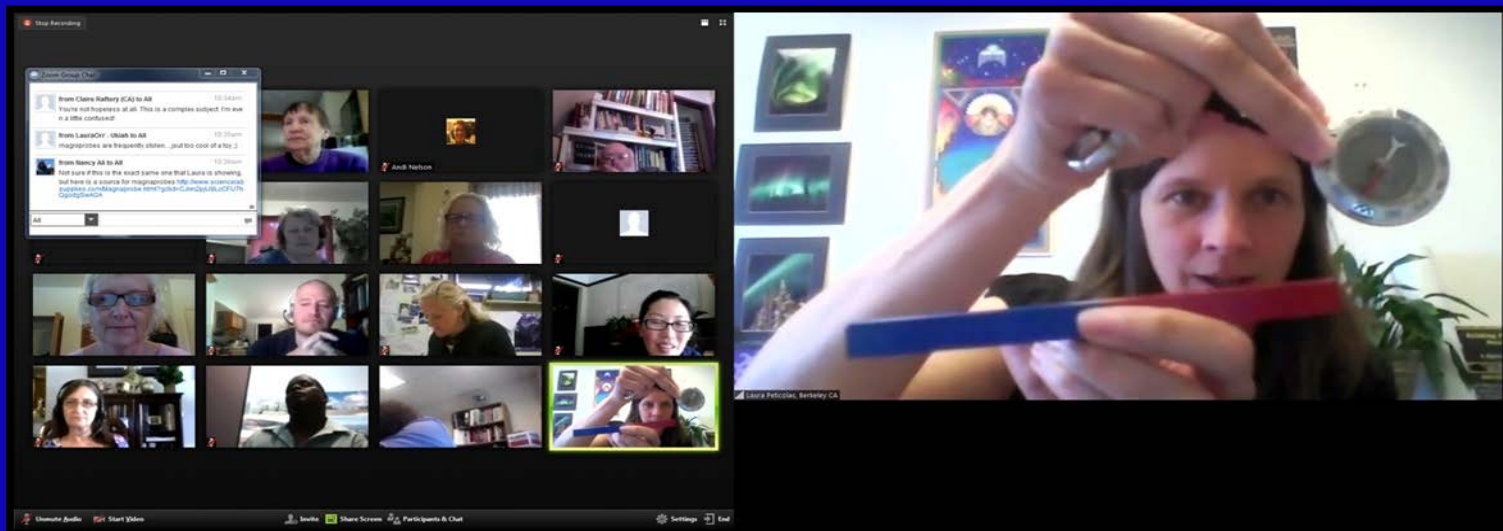 Stop Recording
Zoom Group Chat
from Claire Raftery (CA) to All 10:34am
You're not hopeless at all. This is a complex subject. I'm eve
n a little confused!
from LauraOrr - Ukiah to All 10:35am
magnaprobes are frequently stolen...just too cool of a toy ;)
from Nancy Ali to All
Not sure if this is the exact same one that Laura is showing,
but here is a source for magnaprobes
All
Andi Nelson
Laura Peticolas, Berkeley CA
Unmute Audio Start Video Invite Share Screen Participants & Chat Settings End